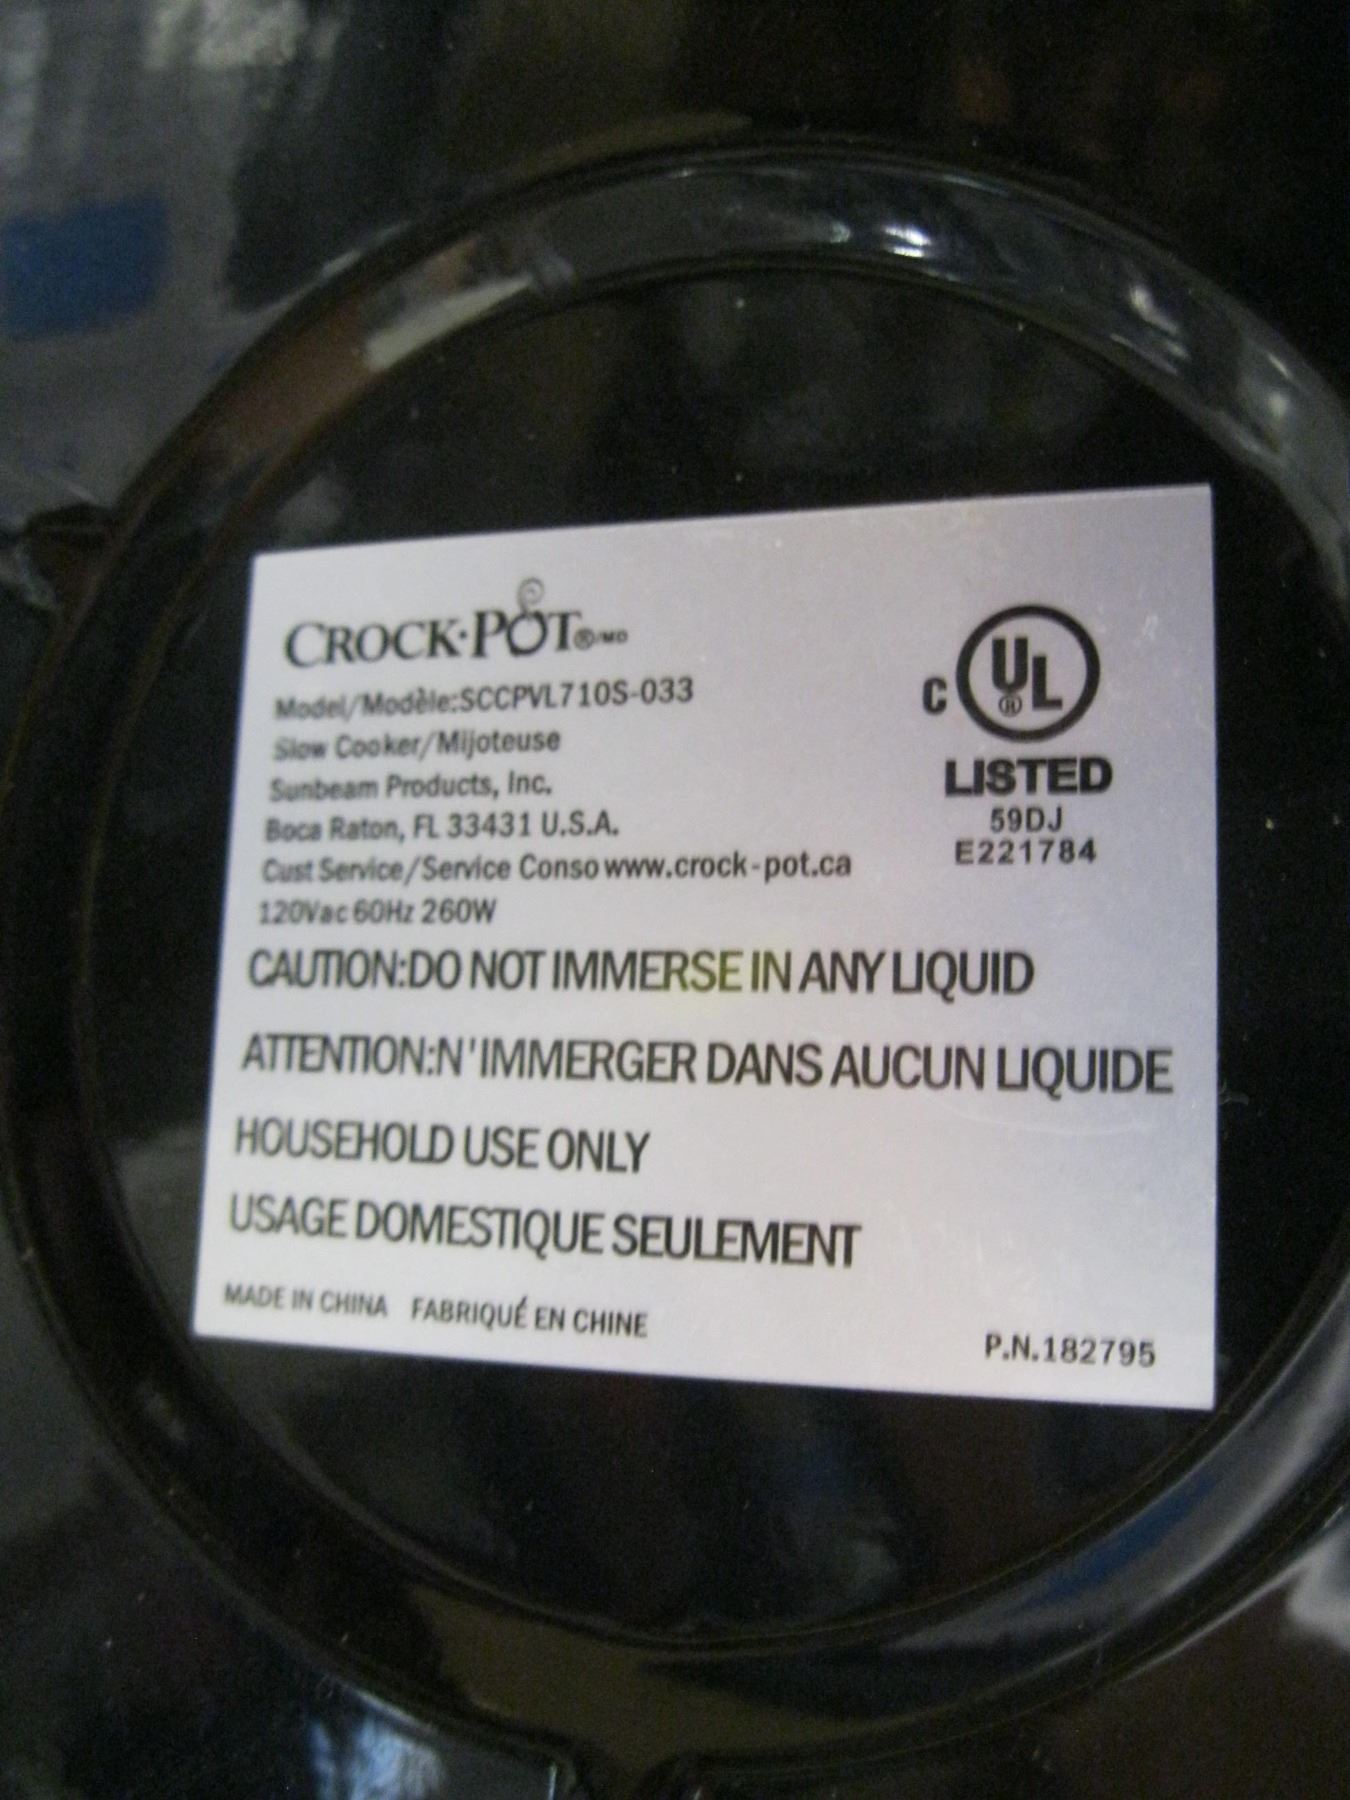 CROCK·POT®/MD
Model/Modèle:SCCPVL710S-033
Slow Cooker/Mijoteuse
Sunbeam Products, Inc.
Boca Raton, FL 33431 U.S.A.
Cust Service/Service Conso www.crock-pot.ca
120Vac 60Hz 260W
C UL®
LISTED
59DJ
E221784
CAUTION:DO NOT IMMERSE IN ANY LIQUID
ATTENTION:N'IMMERGER DANS AUCUN LIQUIDE
HOUSEHOLD USE ONLY
USAGE DOMESTIQUE SEULEMENT
MADE IN CHINA FABRIQUÉ EN CHINE
P.N.182795